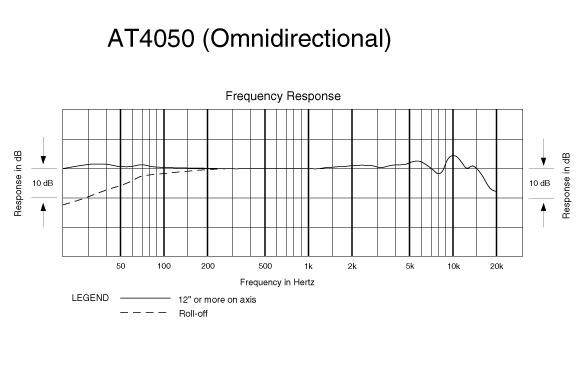 AT4050 (Omnidirectional)
Frequency Response
Response in dB
10 dB
10 dB
Response in dB
50 100 200 500 1k 2k 5k 10k 20k
Frequency in Hertz
LEGEND
12" or more on axis
Roll-off